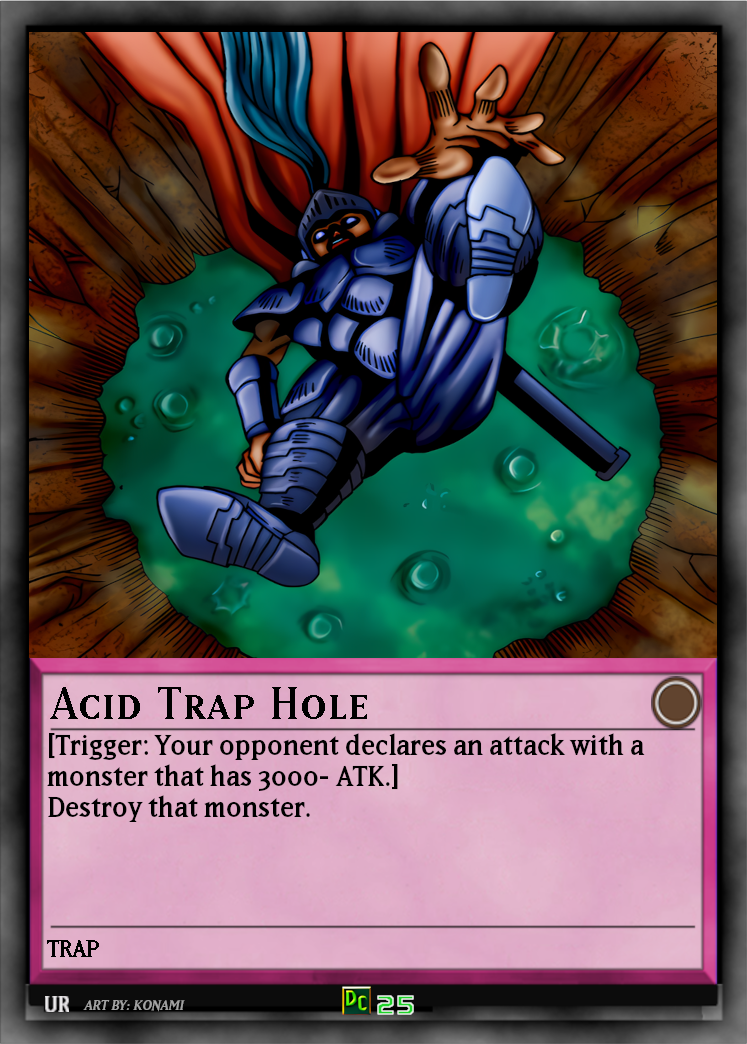 Acid Trap Hole
[Trigger: Your opponent declares an attack with a
monster that has 3000- ATK.]
Destroy that monster.
TRAP
UR ART BY: KONAMI DC 25